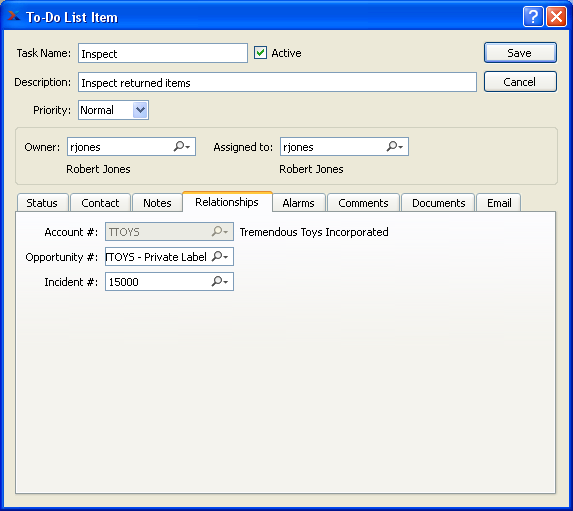 To-Do List Item
Task Name: Inspect Active Save
Description: Inspect returned items Cancel
Priority: Normal
Owner: rjones Assigned to: rjones
Robert Jones Robert Jones
Status Contact Notes Relationships Alarms Comments Documents Email
Account #: TTOYS Tremendous Toys Incorporated
Opportunity #: TTOYS - Private Label
Incident #: 15000